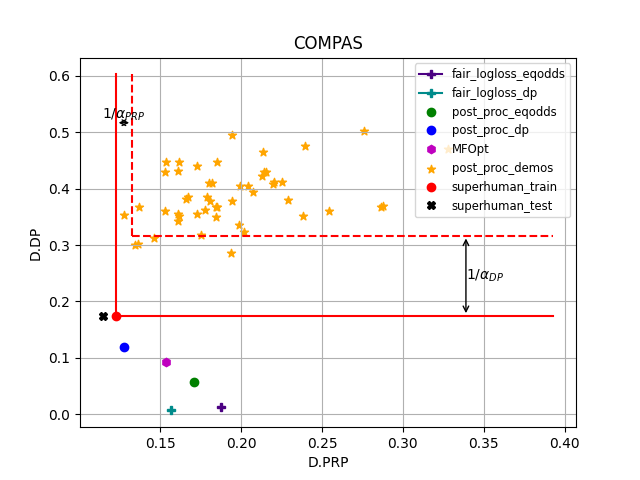 COMPAS
0.6
0.5
0.4
0.3
0.2
0.1
0.0
D.DP
1/α_PRP
1/α_DP
fair_logloss_eqodds
fair_logloss_dp
post_proc_eqodds
post_proc_dp
MFOpt
post_proc_demos
superhuman_train
superhuman_test
0.15 0.20 0.25 0.30 0.35 0.40
D.PRP